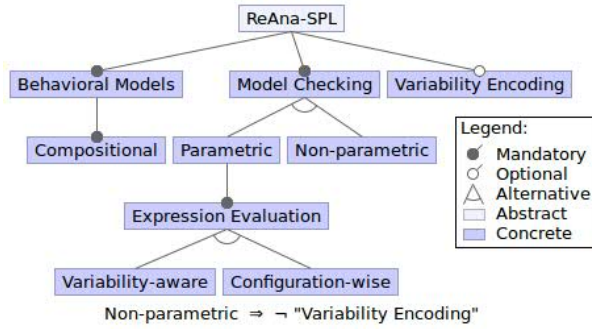 ReAna-SPL
Behavioral Models
Model Checking
Variability Encoding
Compositional
Parametric
Non-parametric
Expression Evaluation
Variability-aware
Configuration-wise
Legend:
Mandatory
Optional
Alternative
Abstract
Concrete
Non-parametric ⇒ ¬ "Variability Encoding"